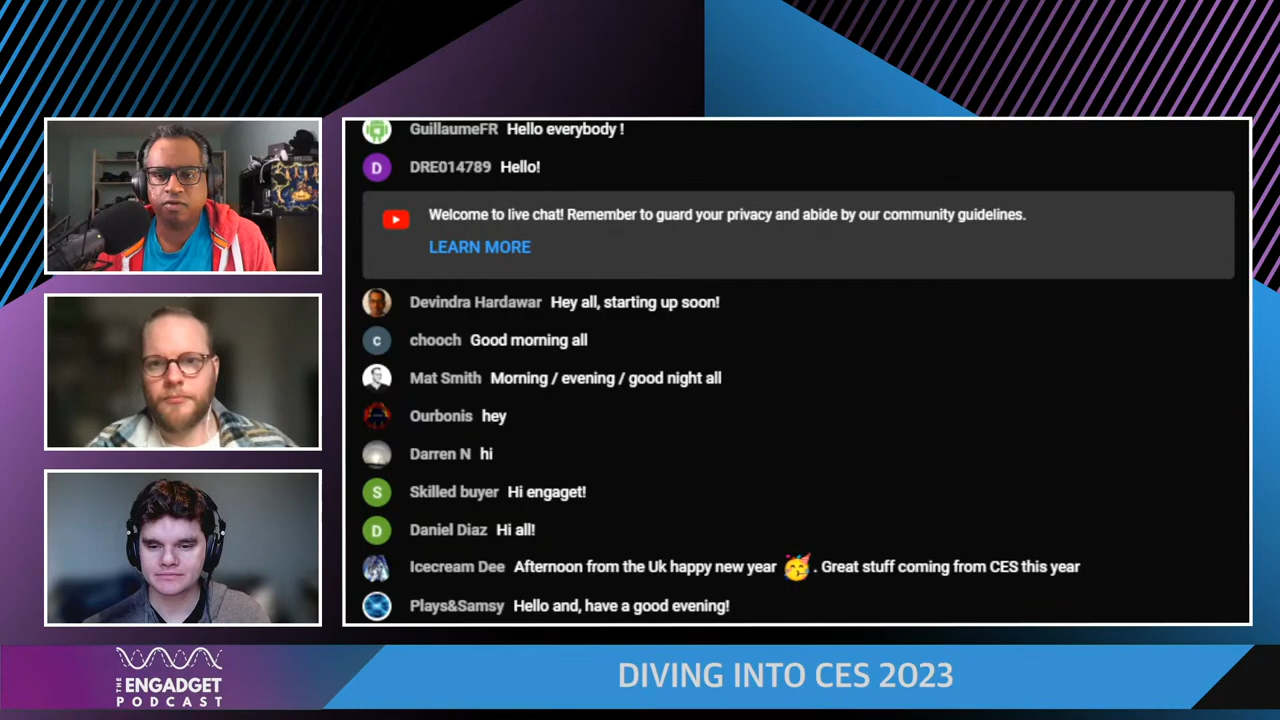 GuillaumeFR Hello everybody !
DRE014789 Hello!
Welcome to live chat! Remember to guard your privacy and abide by our community guidelines.
LEARN MORE
Devindra Hardawar Hey all, starting up soon!
chooch Good morning all
Mat Smith Morning / evening / good night all
Ourbonis hey
Darren N hi
Skilled buyer Hi engaget!
Daniel Diaz Hi all!
Icecream Dee Afternoon from the Uk happy new year 🥳 . Great stuff coming from CES this year
Plays&Samsy Hello and, have a good evening!
D
c
S
D
THE ENGADGET
PODCAST
DIVING INTO CES 2023